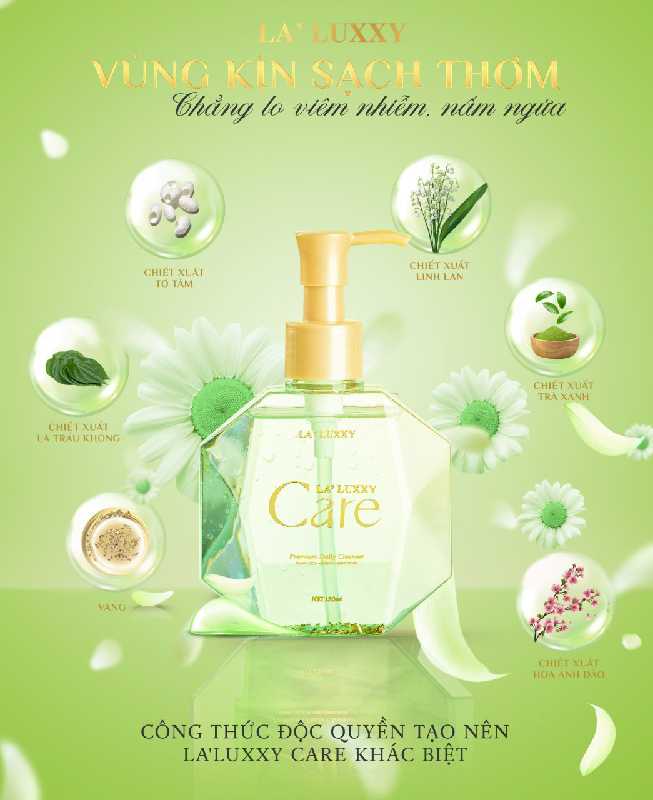 LA' LUXXY
VÙNG KÍN SẠCH THƠM
Chẳng lo viêm nhiễm, nấm ngứa
CHIẾT XUẤT
TƠ TẰM
CHIẾT XUẤT
LINH LAN
CHIẾT XUẤT
LÁ TRẦU KHÔNG
CHIẾT XUẤT
TRÀ XANH
LA' LUXXY
LA' LUXXY
Care
Premium Daily Cleanser
NET 150ml
VÀNG
CHIẾT XUẤT
HOA ANH ĐÀO
CÔNG THỨC ĐỘC QUYỀN TẠO NÊN
LA'LUXXY CARE KHÁC BIỆT